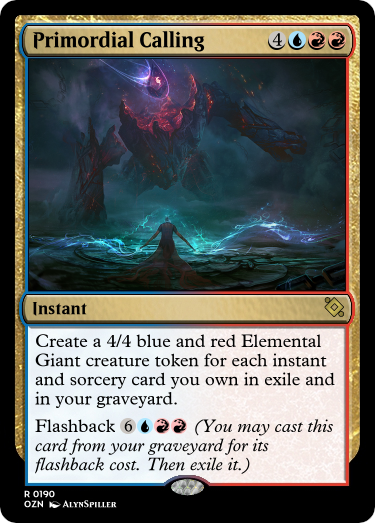 Primordial Calling 4
Instant
Create a 4/4 blue and red Elemental
Giant creature token for each instant
and sorcery card you own in exile and
in your graveyard.
Flashback 6 (You may cast this
card from your graveyard for its
flashback cost. Then exile it.)
R 0190
OZN AlynSpiller